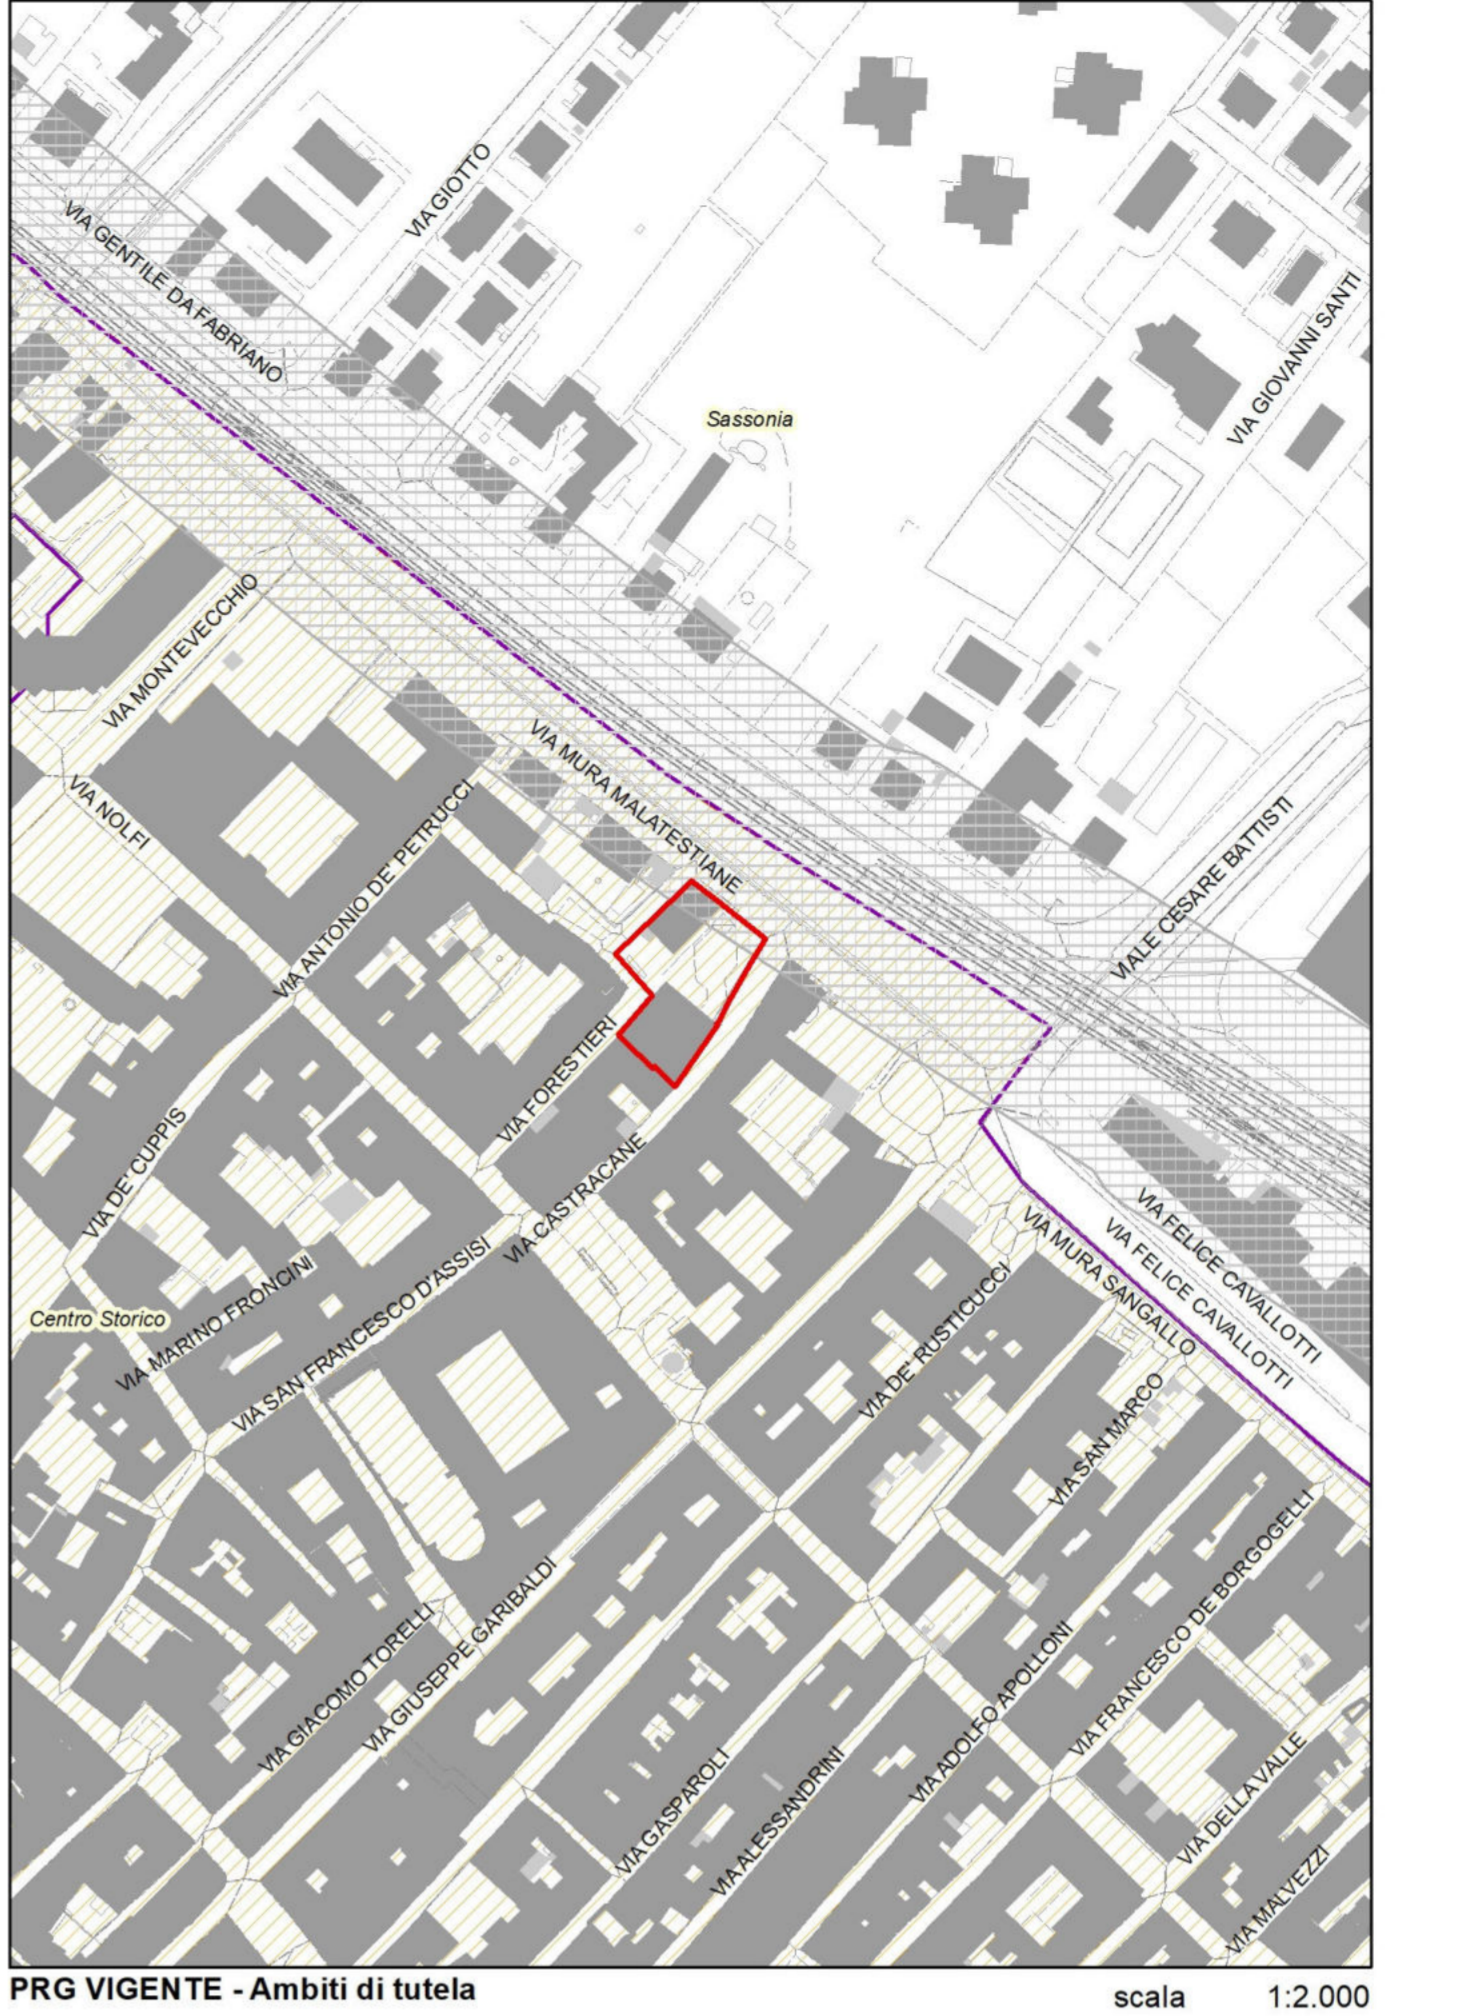 VIA GIOTTO
VIA GENTILE DA FABRIANO
VIA GIOVANNI SANTI
Sassonia
VIA MONTEVECCHIO
VIA MURA MALATESTIANE
VIA NOLFI
VIA ANTONIO DE' PETRUCCI
VIALE CESARE BATTISTI
VIA FORESTIERI
VIA DE' CUPPIS
VIA CASTRACANE
VIA FELICE CAVALLOTTI
VIA FELICE CAVALLOTTI
VIA MURA SANGALLO
VIA MARINO FRONCINI
VIA SAN FRANCESCO D'ASSISI
Centro Storico
VIA DE' RUSTICUCCI
VIA SAN MARCO
VIA FRANCESCO DE BORGOGELLI
VIA GIACOMO TORELLI
VIA GIUSEPPE GARIBALDI
VIA ADOLFO APOLLONI
VIA GASPAROLI
VIA ALESSANDRINI
VIA DELLA VALLE
VIA MALVEZZI
PRG VIGENTE - Ambiti di tutela
scala 1:2.000